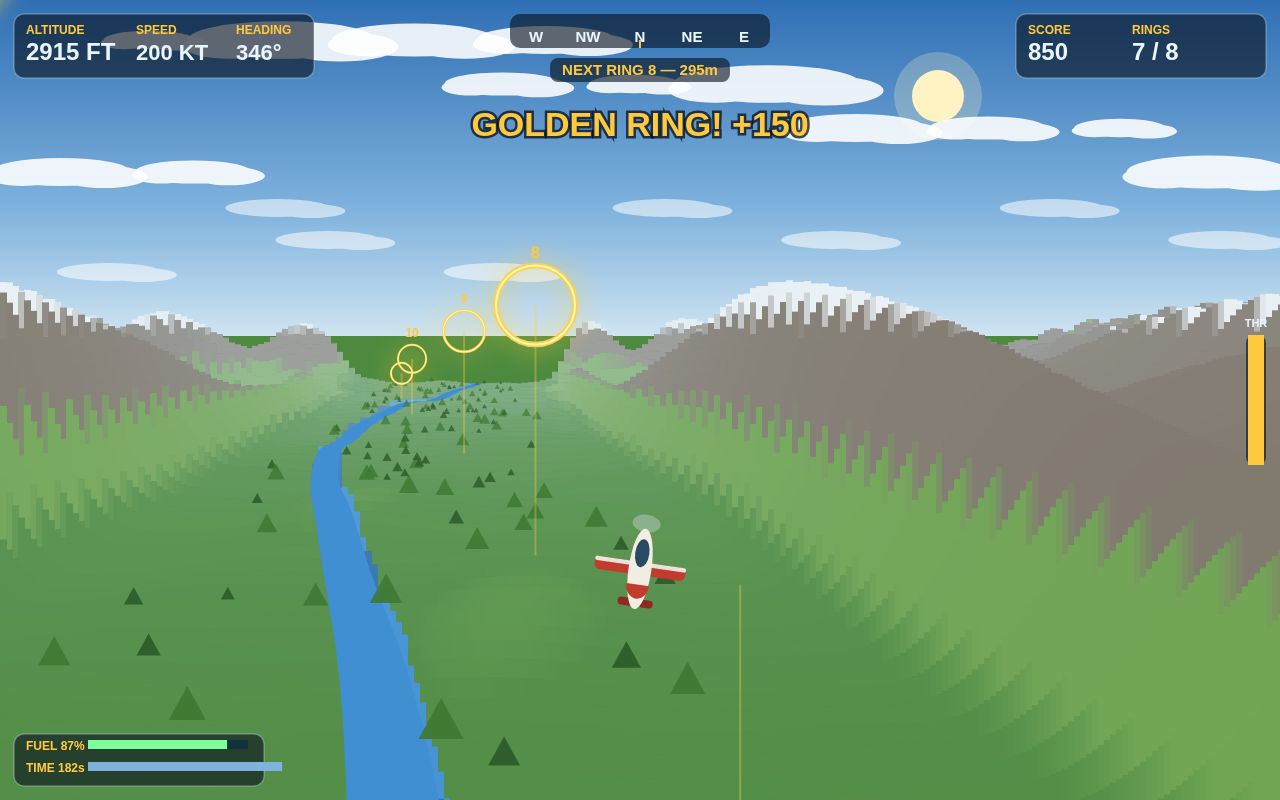 ALTITUDE SPEED HEADING
2915 FT 200 KT 346°
W NW N NE E
NEXT RING 8 — 295m
SCORE RINGS
850 7 / 8
GOLDEN RING! +150
8
9
10
THR
FUEL 87%
TIME 182s